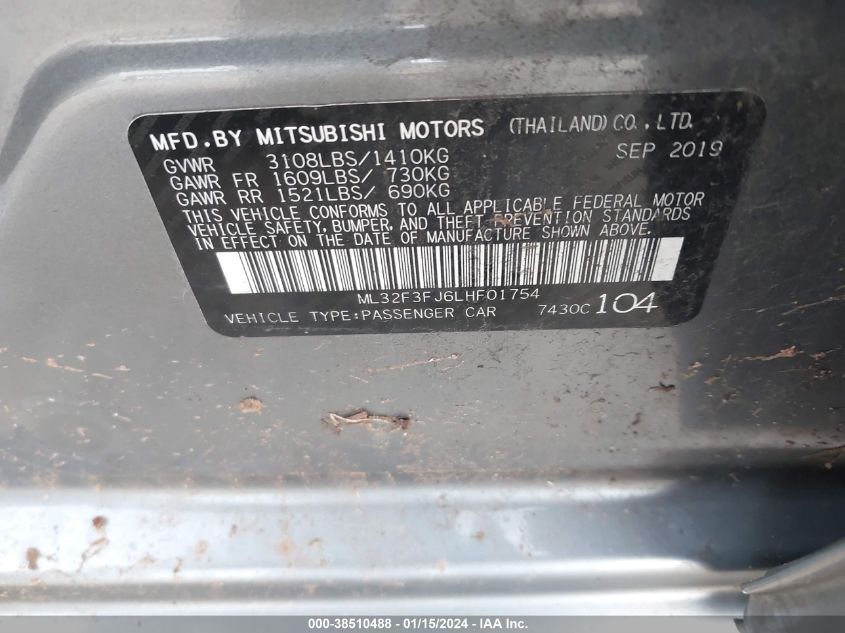 MFD.BY MITSUBISHI MOTORS (THAILAND) CO.,LTD.
GVWR 3108LBS/1410KG SEP 2019
GAWR FR 1609LBS/ 730KG
GAWR RR 1521LBS/ 690KG
THIS VEHICLE CONFORMS TO ALL APPLICABLE FEDERAL MOTOR
VEHICLE SAFETY, BUMPER, AND THEFT PREVENTION STANDARDS
IN EFFECT ON THE DATE OF MANUFACTURE SHOWN ABOVE.
ML32F3FJ6LHF01754
VEHICLE TYPE:PASSENGER CAR 7430C 104
000-38510488 - 01/15/2024 - IAA Inc.